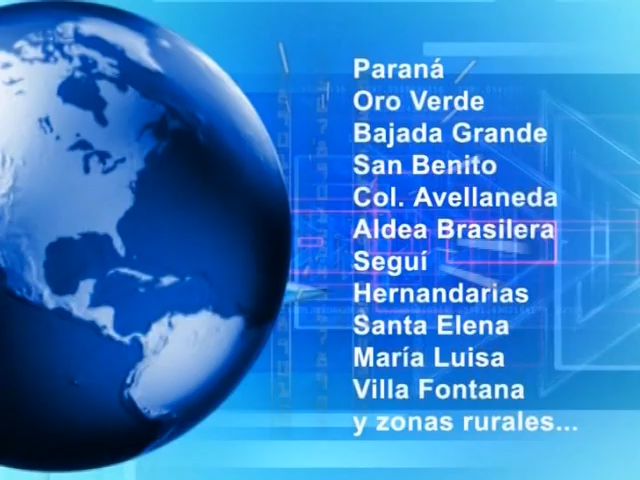 Paraná
Oro Verde
Bajada Grande
San Benito
Col. Avellaneda
Aldea Brasilera
Seguí
Hernandarias
Santa Elena
María Luisa
Villa Fontana
y zonas rurales...